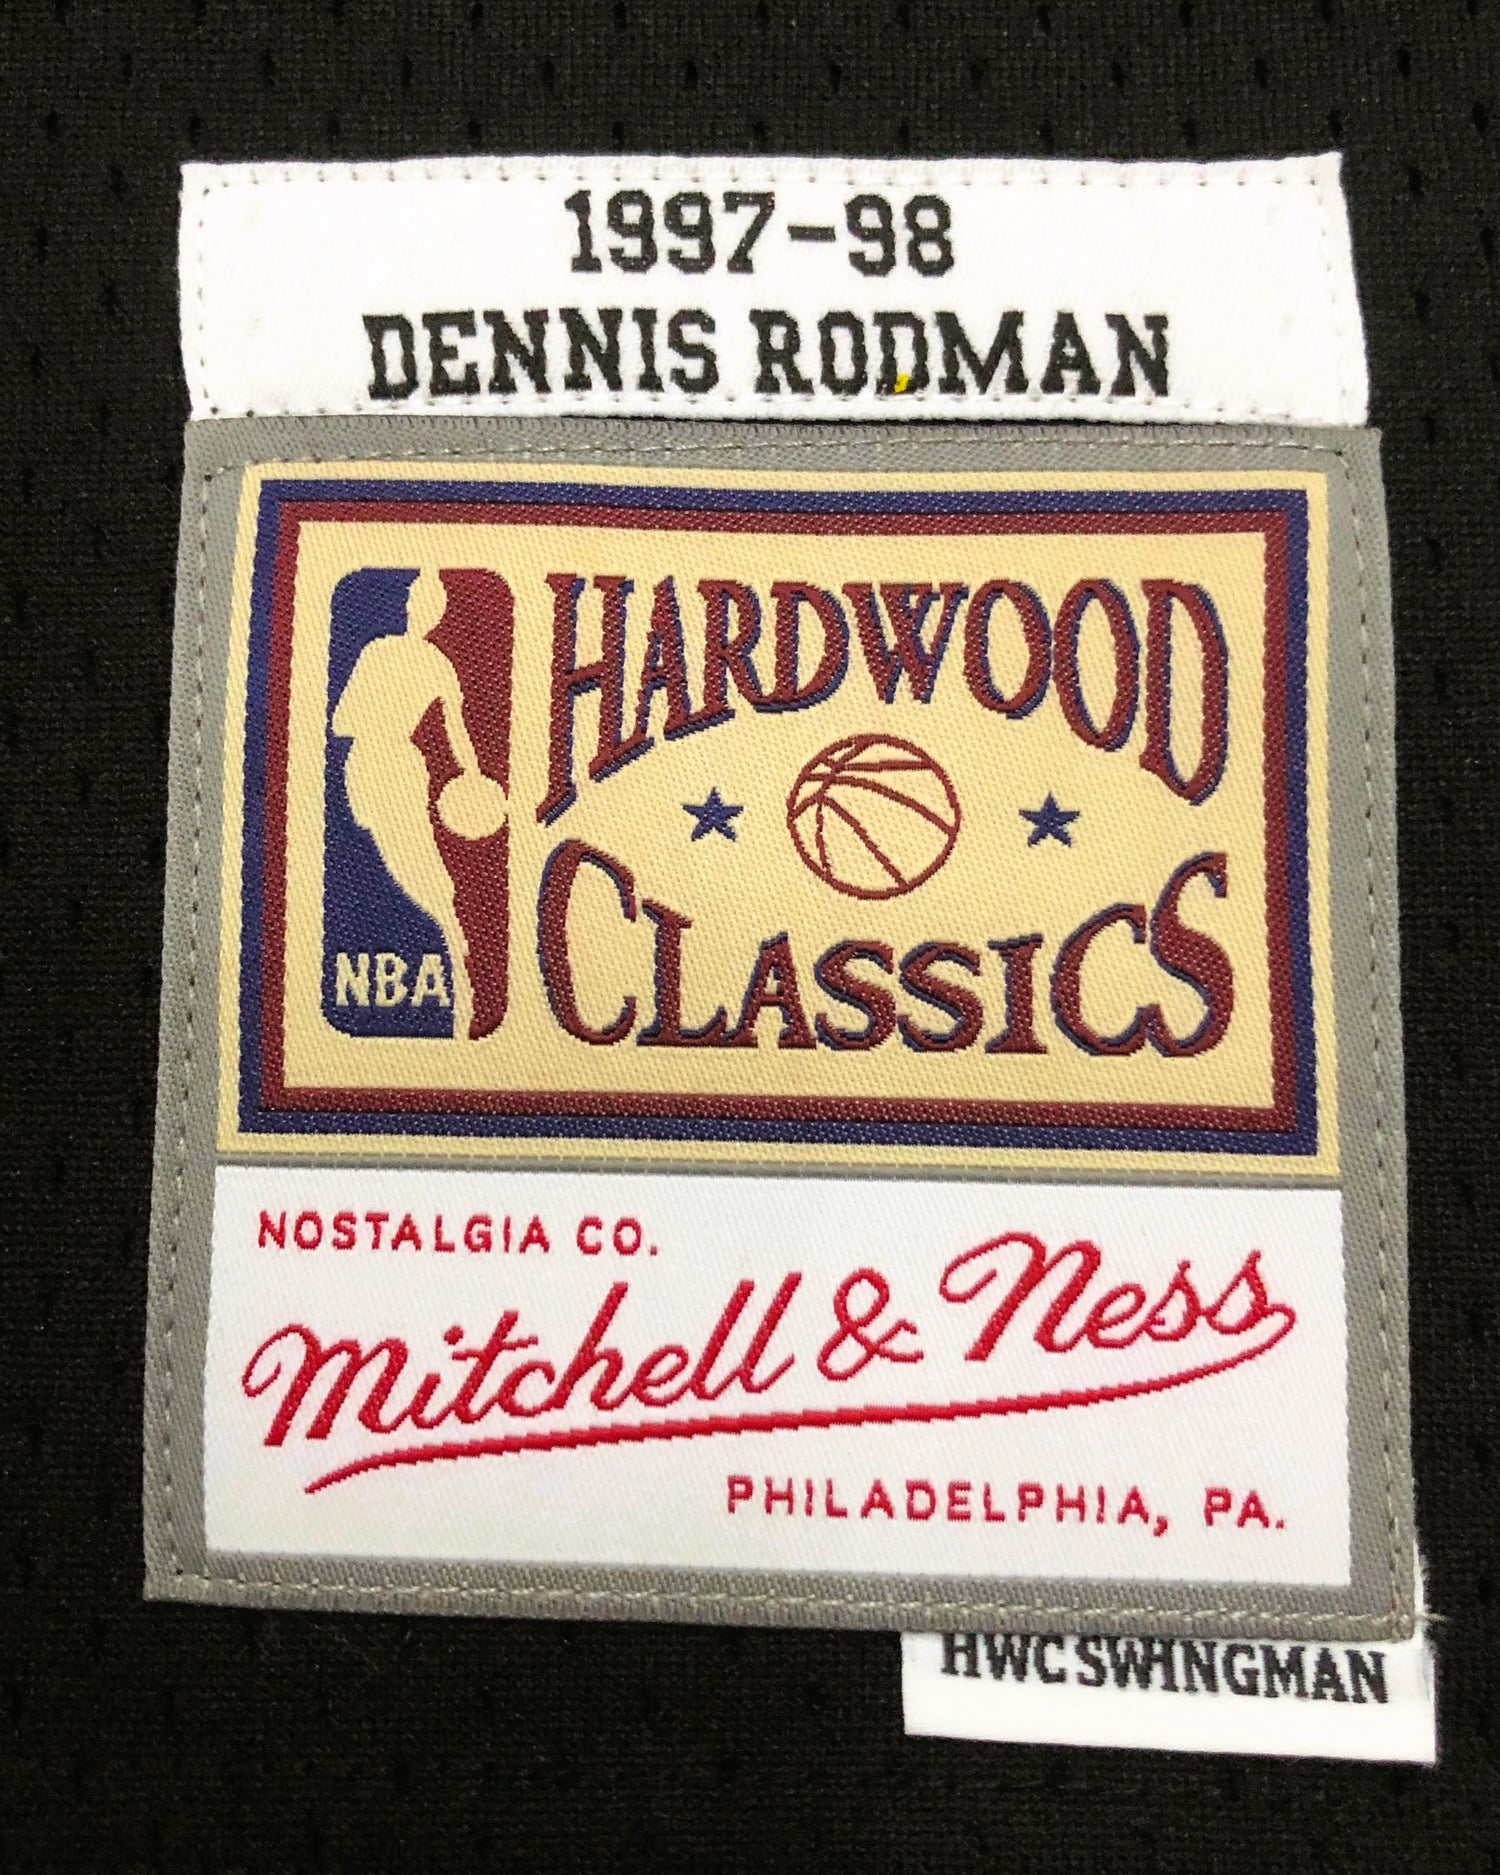 1997-98
DENNIS RODMAN
HARDWOOD
CLASSICS
NBA
NOSTALGIA CO.
Mitchell & Ness
PHILADELPHIA, PA.
HWC SWINGMAN